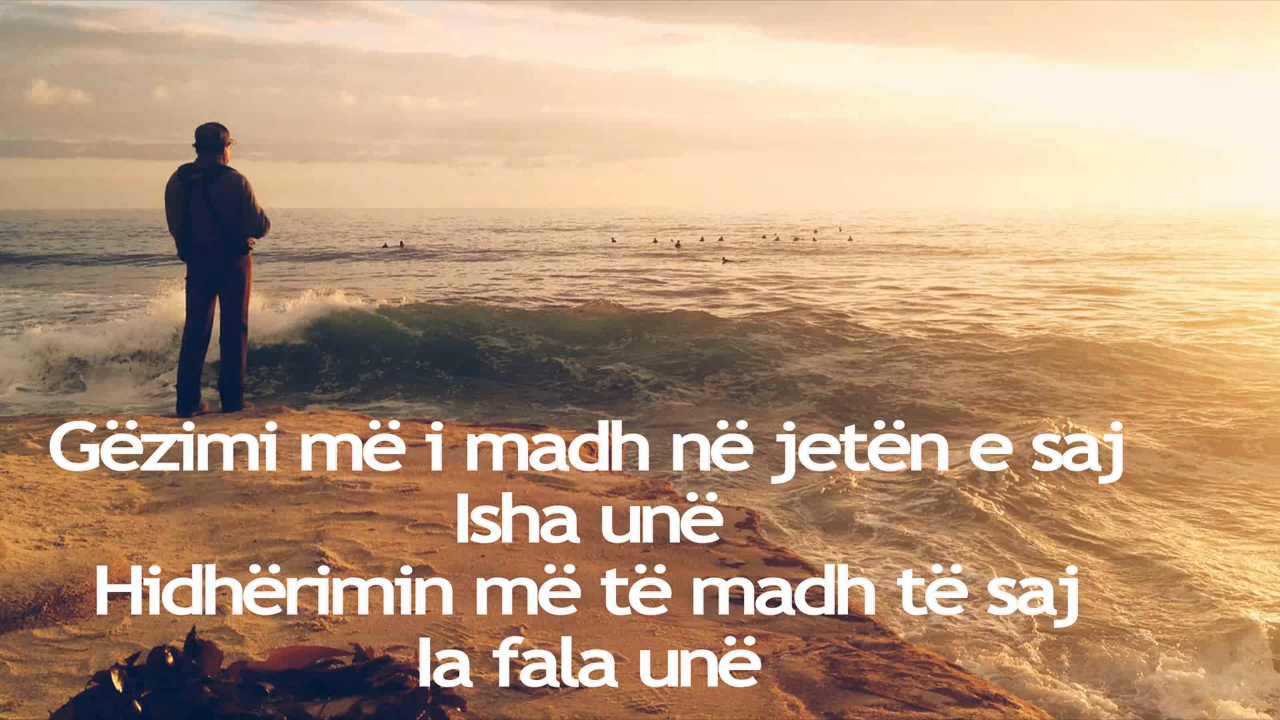 Gëzimi më i madh në jetën e saj
Isha unë
Hidhërimin më të madh të saj
Ia fala unë